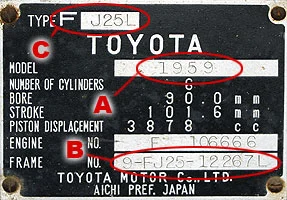 TYPE F J25L
C
TOYOTA
MODEL 1959
NUMBER OF CYLINDERS 6
A
BORE 90.0 mm
STROKE 101.6 mm
PISTON DISPLACEMENT 3878 cc
ENGINE NO. F 106666
B
FRAME NO. 9-FJ25-12267L
TOYOTA MOTOR CO., LTD.
AICHI PREF. JAPAN